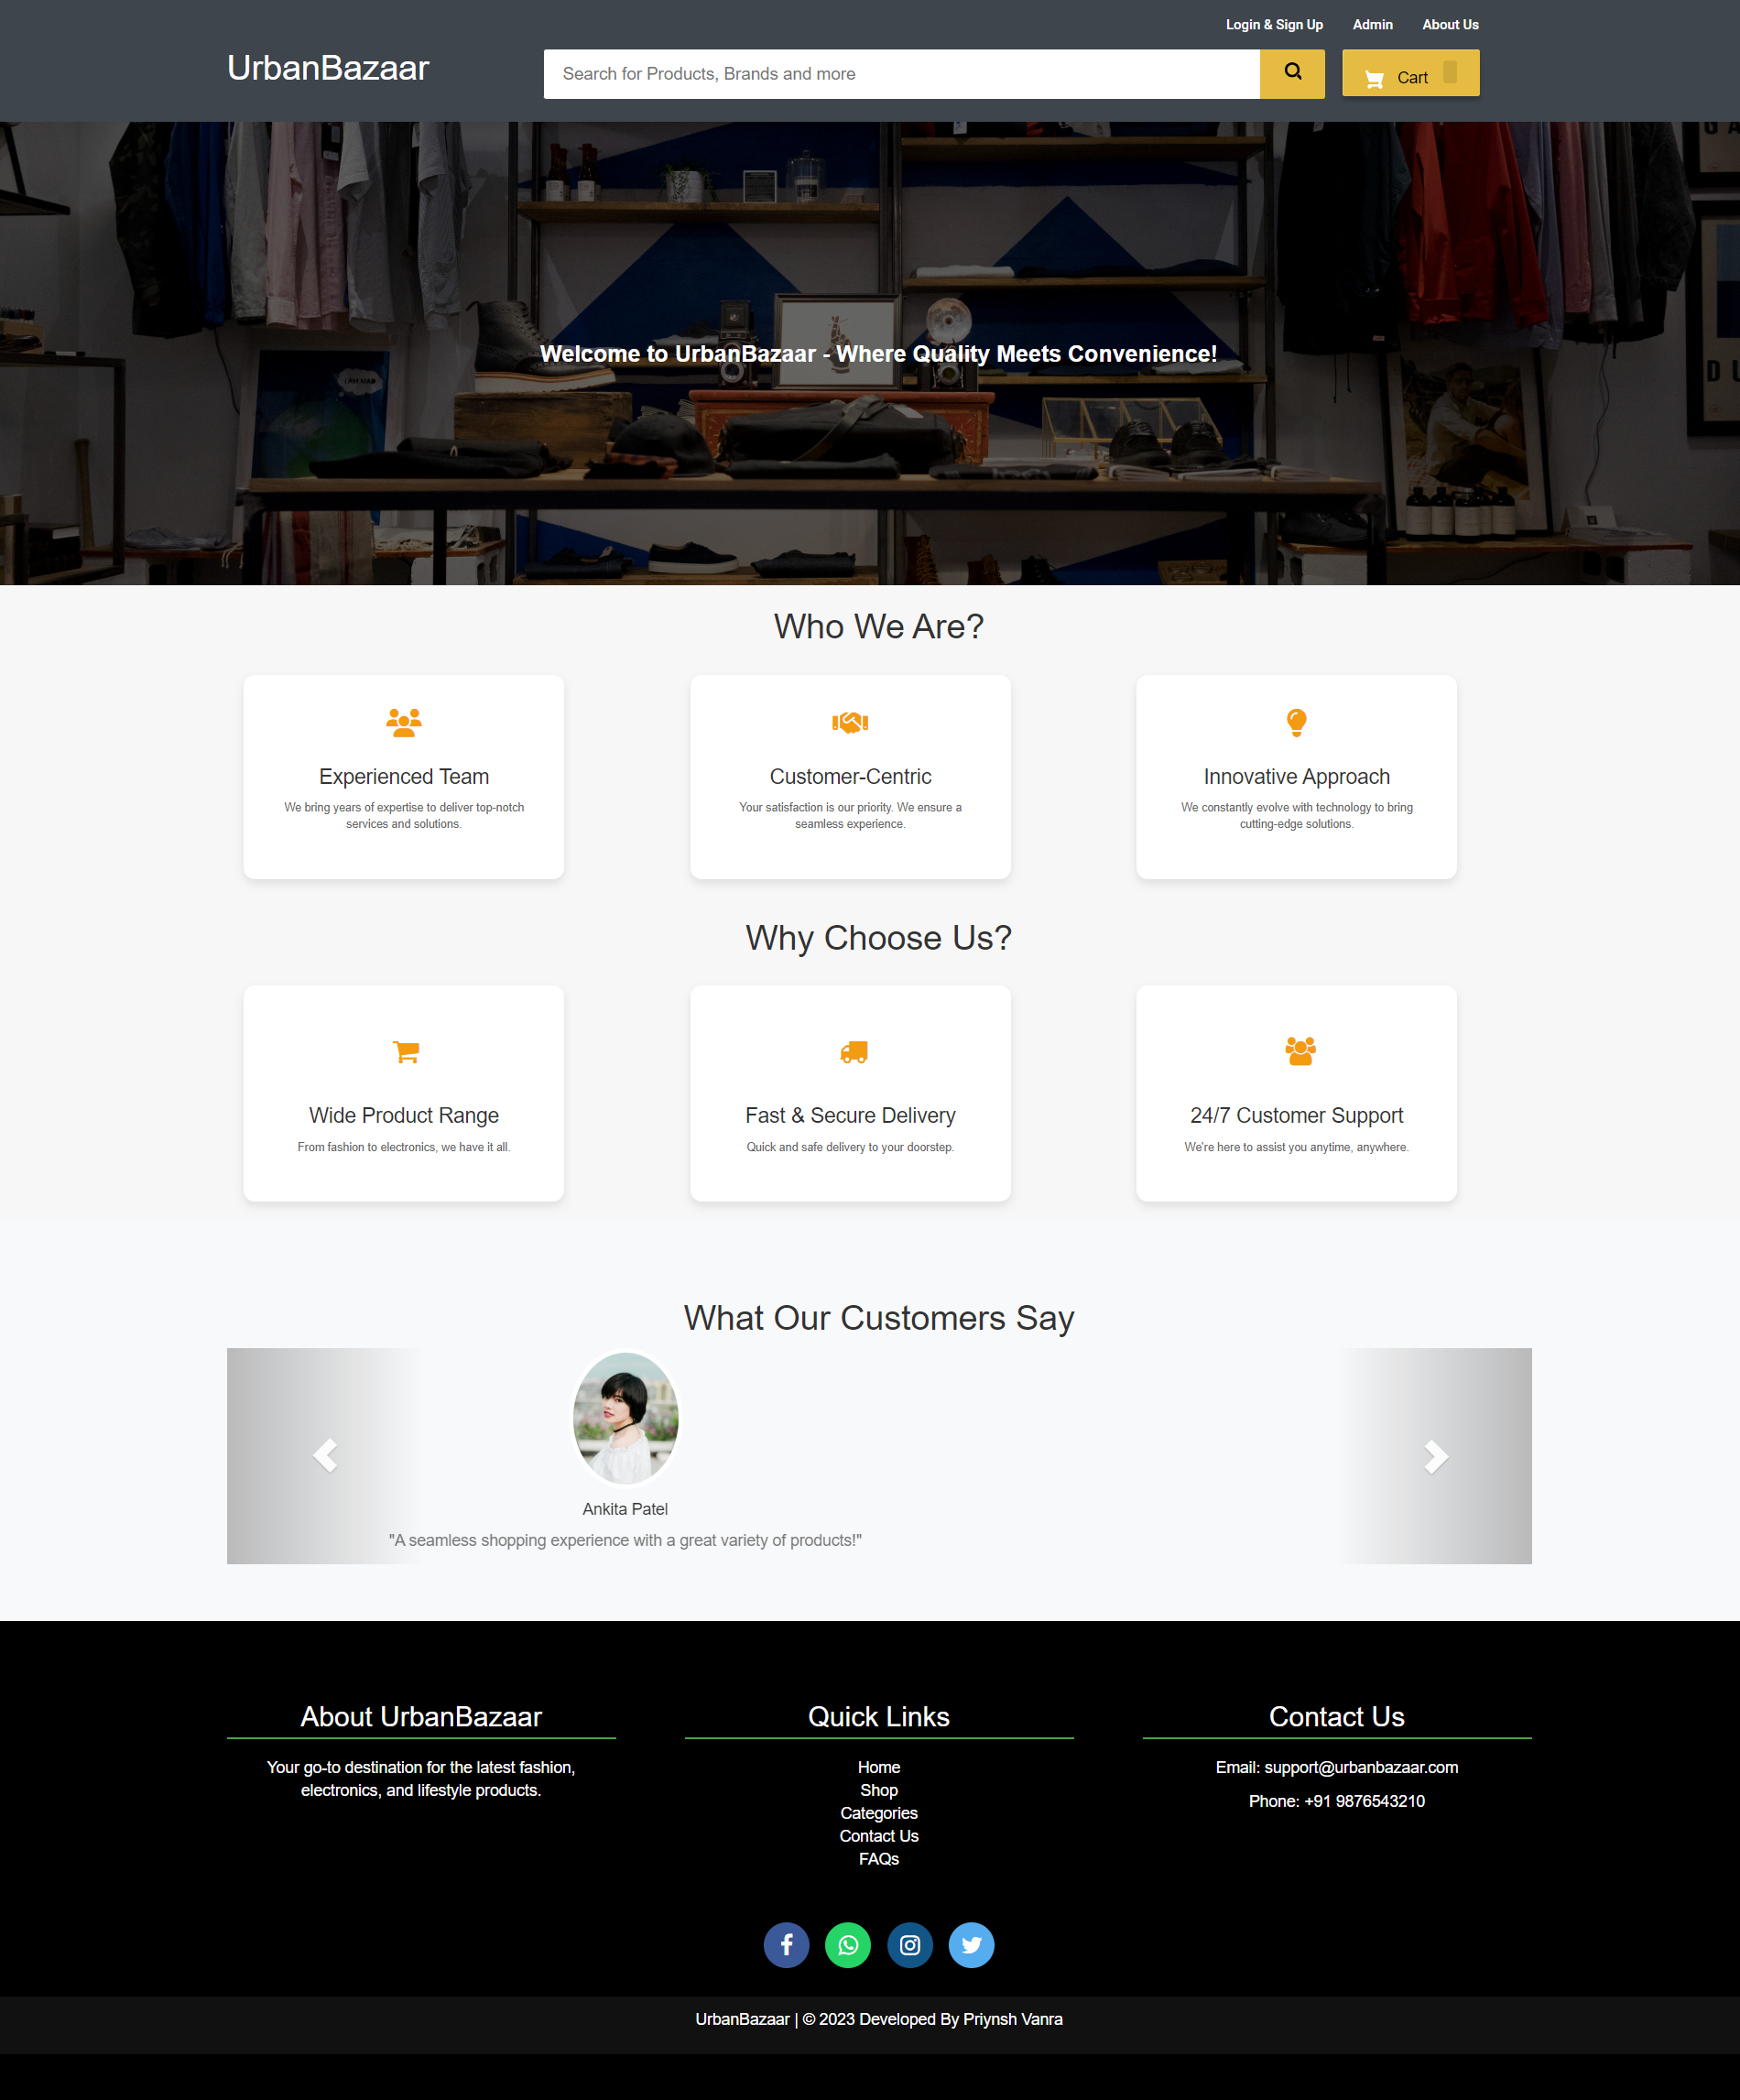 Login & Sign Up Admin About Us
UrbanBazaar
Search for Products, Brands and more
Cart
I AM MAN
Welcome to UrbanBazaar - Where Quality Meets Convenience!
Who We Are?
Experienced Team
We bring years of expertise to deliver top-notch
services and solutions.
Customer-Centric
Your satisfaction is our priority. We ensure a
seamless experience.
Innovative Approach
We constantly evolve with technology to bring
cutting-edge solutions.
Why Choose Us?
Wide Product Range
From fashion to electronics, we have it all.
Fast & Secure Delivery
Quick and safe delivery to your doorstep.
24/7 Customer Support
We're here to assist you anytime, anywhere.
What Our Customers Say
Ankita Patel
"A seamless shopping experience with a great variety of products!"
About UrbanBazaar
Your go-to destination for the latest fashion,
electronics, and lifestyle products.
Quick Links
Home
Shop
Categories
Contact Us
FAQs
Contact Us
Email: support@urbanbazaar.com
Phone: +91 9876543210
UrbanBazaar | © 2023 Developed By Priynsh Vanra